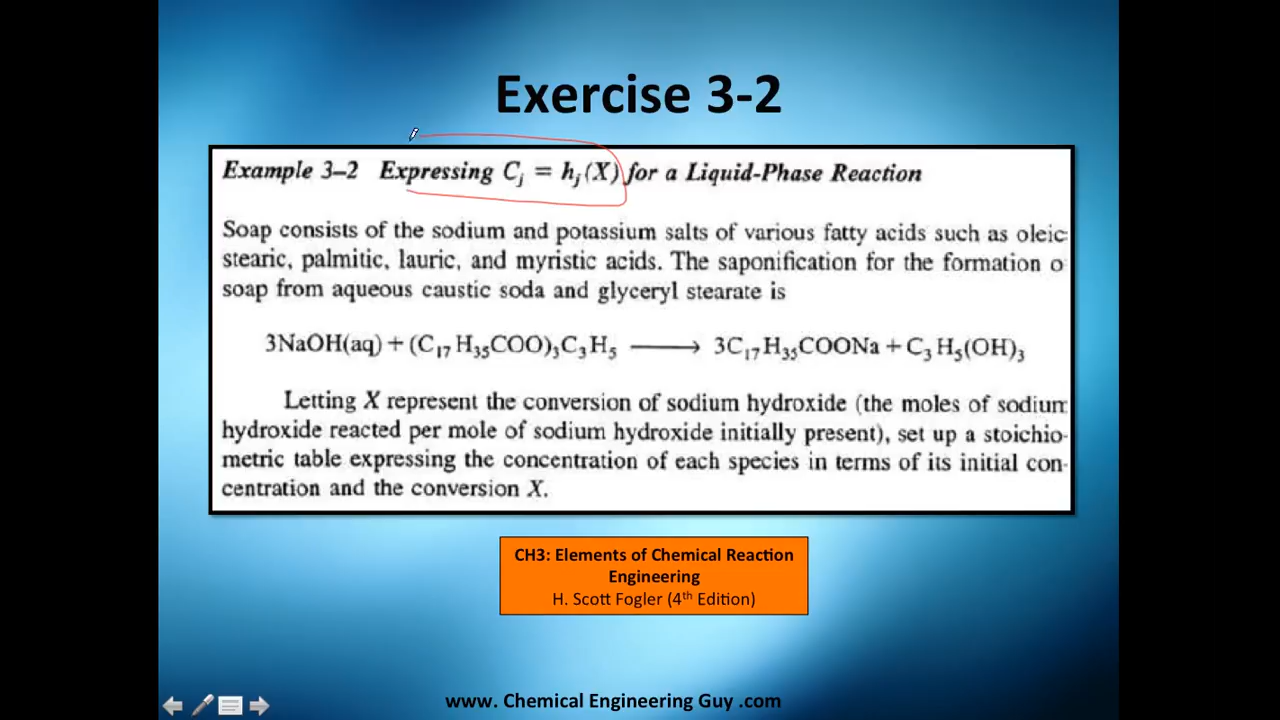 Exercise 3-2
Example 3–2 Expressing Cj = hj(X) for a Liquid-Phase Reaction
Soap consists of the sodium and potassium salts of various fatty acids such as oleic
stearic, palmitic, lauric, and myristic acids. The saponification for the formation o
soap from aqueous caustic soda and glyceryl stearate is
3NaOH(aq) + (C₁₇H₃₅COO)₃C₃H₅ ⟶ 3C₁₇H₃₅COONa + C₃H₅(OH)₃
Letting X represent the conversion of sodium hydroxide (the moles of sodium
hydroxide reacted per mole of sodium hydroxide initially present), set up a stoichio-
metric table expressing the concentration of each species in terms of its initial con-
centration and the conversion X.
CH3: Elements of Chemical Reaction
Engineering
H. Scott Fogler (4th Edition)
www. Chemical Engineering Guy .com